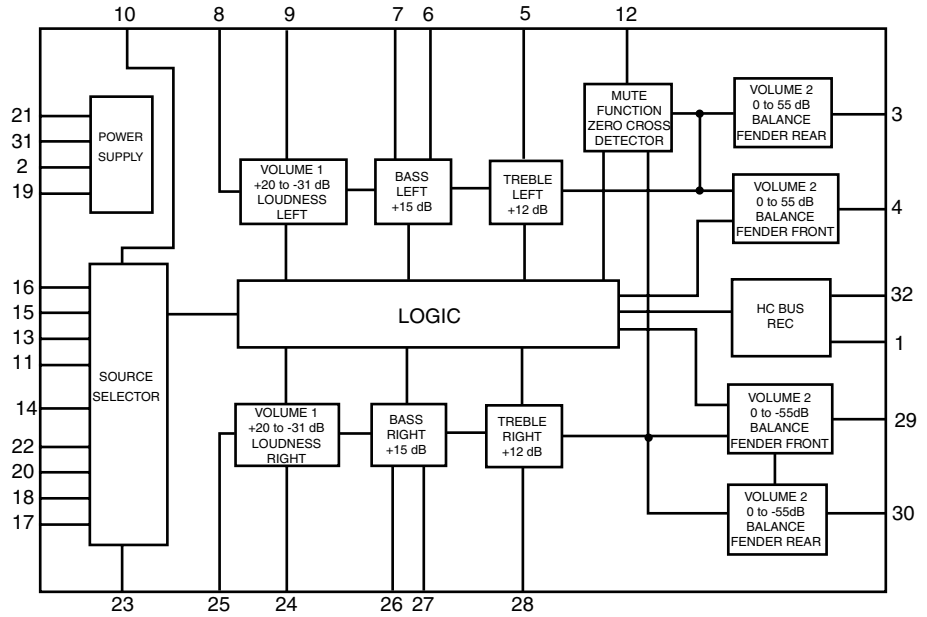 10 8 9 7 6 5 12
21
31
2
19
POWER
SUPPLY
VOLUME 1
+20 to -31 dB
LOUDNESS
LEFT
BASS
LEFT
+15 dB
TREBLE
LEFT
+12 dB
MUTE
FUNCTION
ZERO CROSS
DETECTOR
VOLUME 2
0 to 55 dB
BALANCE
FENDER REAR
3
VOLUME 2
0 to 55 dB
BALANCE
FENDER FRONT
4
16
15
13
11
14
22
20
18
17
SOURCE
SELECTOR
LOGIC
HC BUS
REC
32
1
VOLUME 1
+20 to -31 dB
LOUDNESS
RIGHT
BASS
RIGHT
+15 dB
TREBLE
RIGHT
+12 dB
VOLUME 2
0 to -55dB
BALANCE
FENDER FRONT
29
VOLUME 2
0 to -55dB
BALANCE
FENDER REAR
30
23 25 24 26 27 28